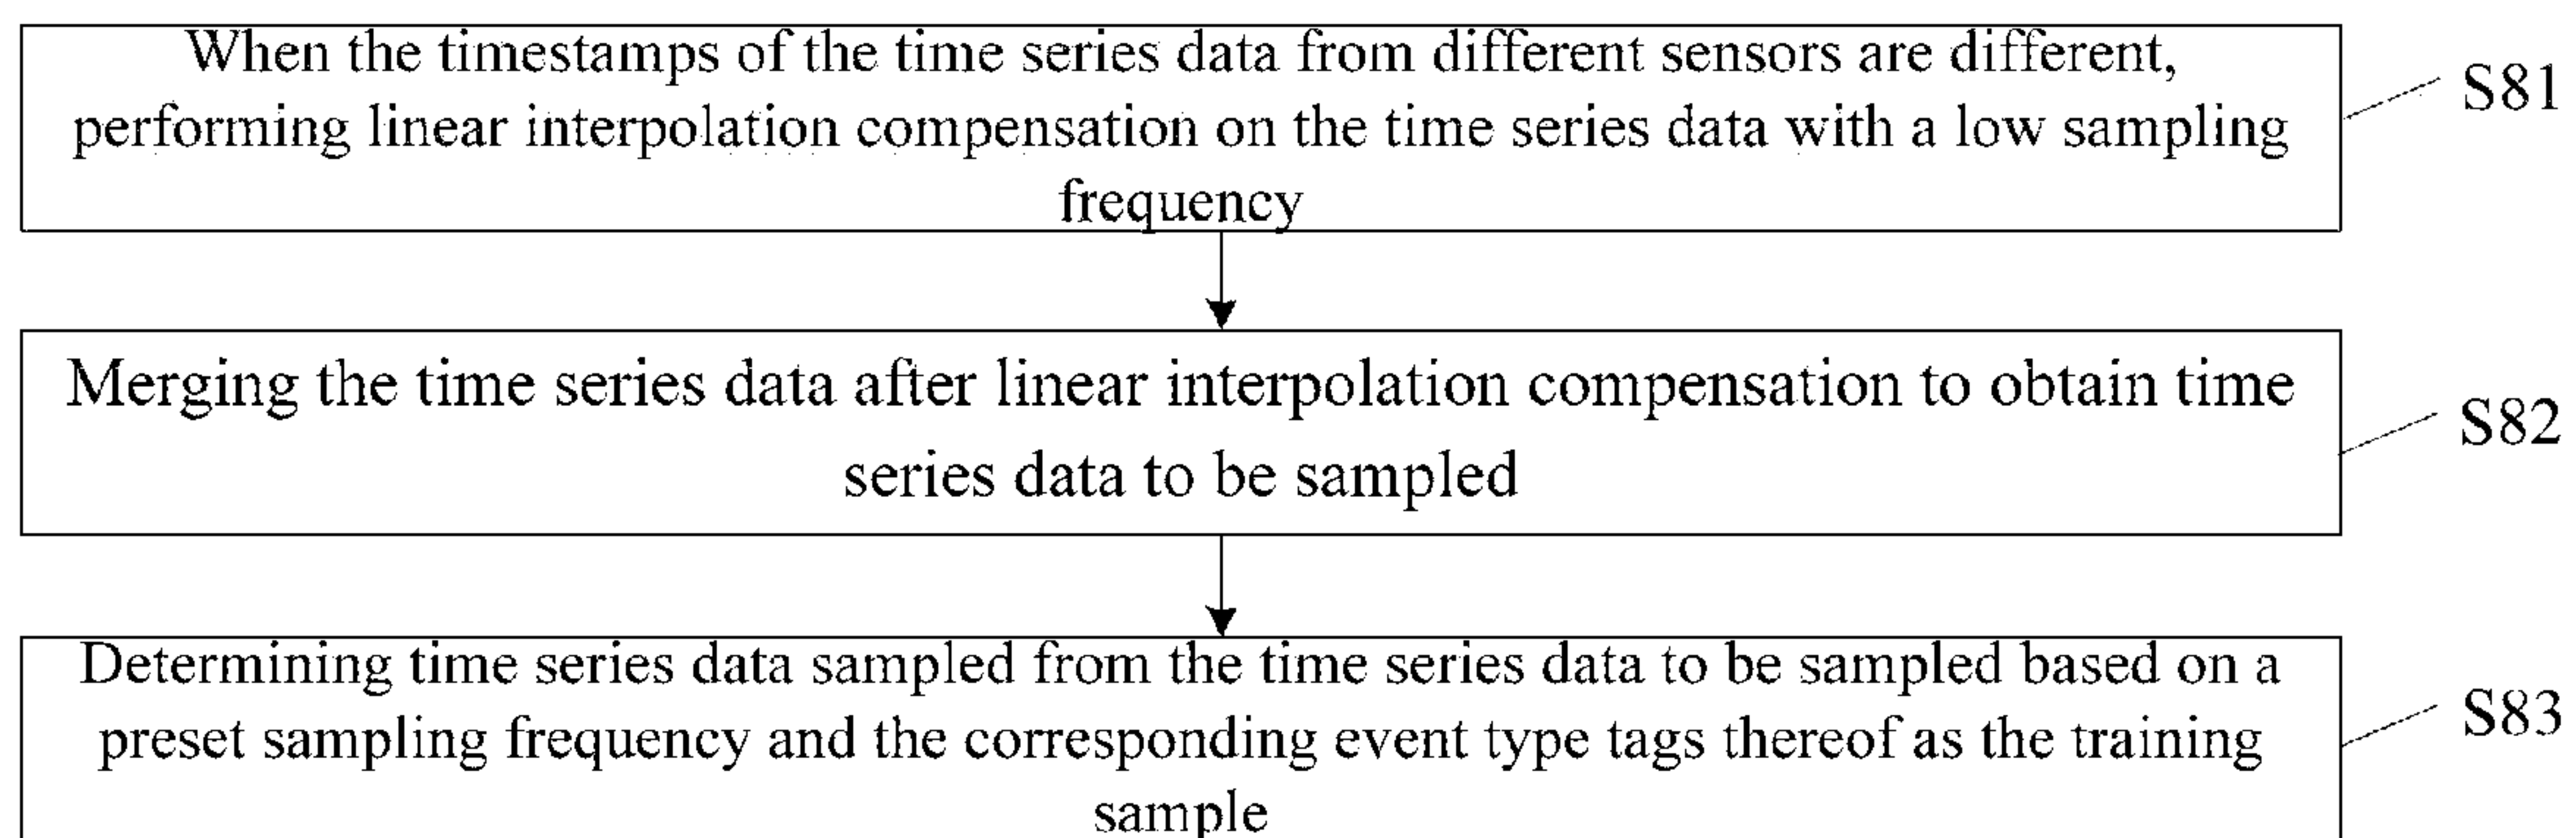 When the timestamps of the time series data from different sensors are different,
performing linear interpolation compensation on the time series data with a low sampling
frequency
S81
Merging the time series data after linear interpolation compensation to obtain time
series data to be sampled
S82
Determining time series data sampled from the time series data to be sampled based on a
preset sampling frequency and the corresponding event type tags thereof as the training
sample
S83